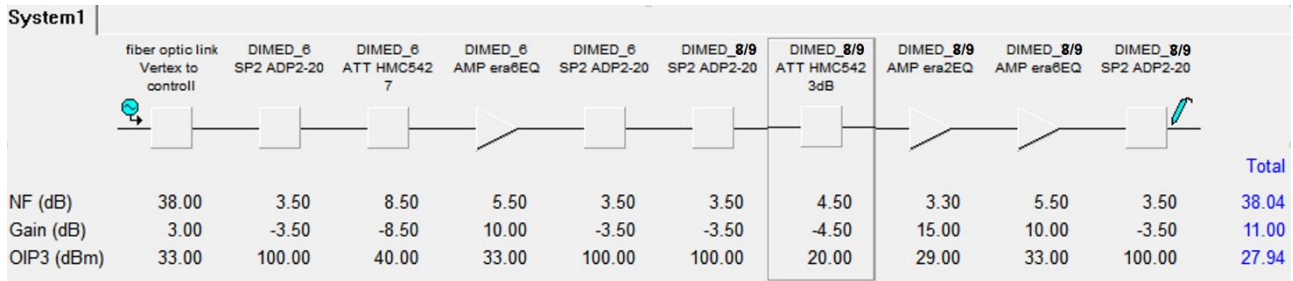 System1
fiber optic link DIMED_6 DIMED_6 DIMED_6 DIMED_6 DIMED_8/9 DIMED_8/9 DIMED_8/9 DIMED_8/9 DIMED_8/9
Vertex to SP2 ADP2-20 ATT HMC542 AMP era6EQ SP2 ADP2-20 SP2 ADP2-20 ATT HMC542 AMP era2EQ AMP era6EQ SP2 ADP2-20
controll 7 3dB
Total
NF (dB) 38.00 3.50 8.50 5.50 3.50 3.50 4.50 3.30 5.50 3.50 38.04
Gain (dB) 3.00 -3.50 -8.50 10.00 -3.50 -3.50 -4.50 15.00 10.00 -3.50 11.00
OIP3 (dBm) 33.00 100.00 40.00 33.00 100.00 100.00 20.00 29.00 33.00 100.00 27.94